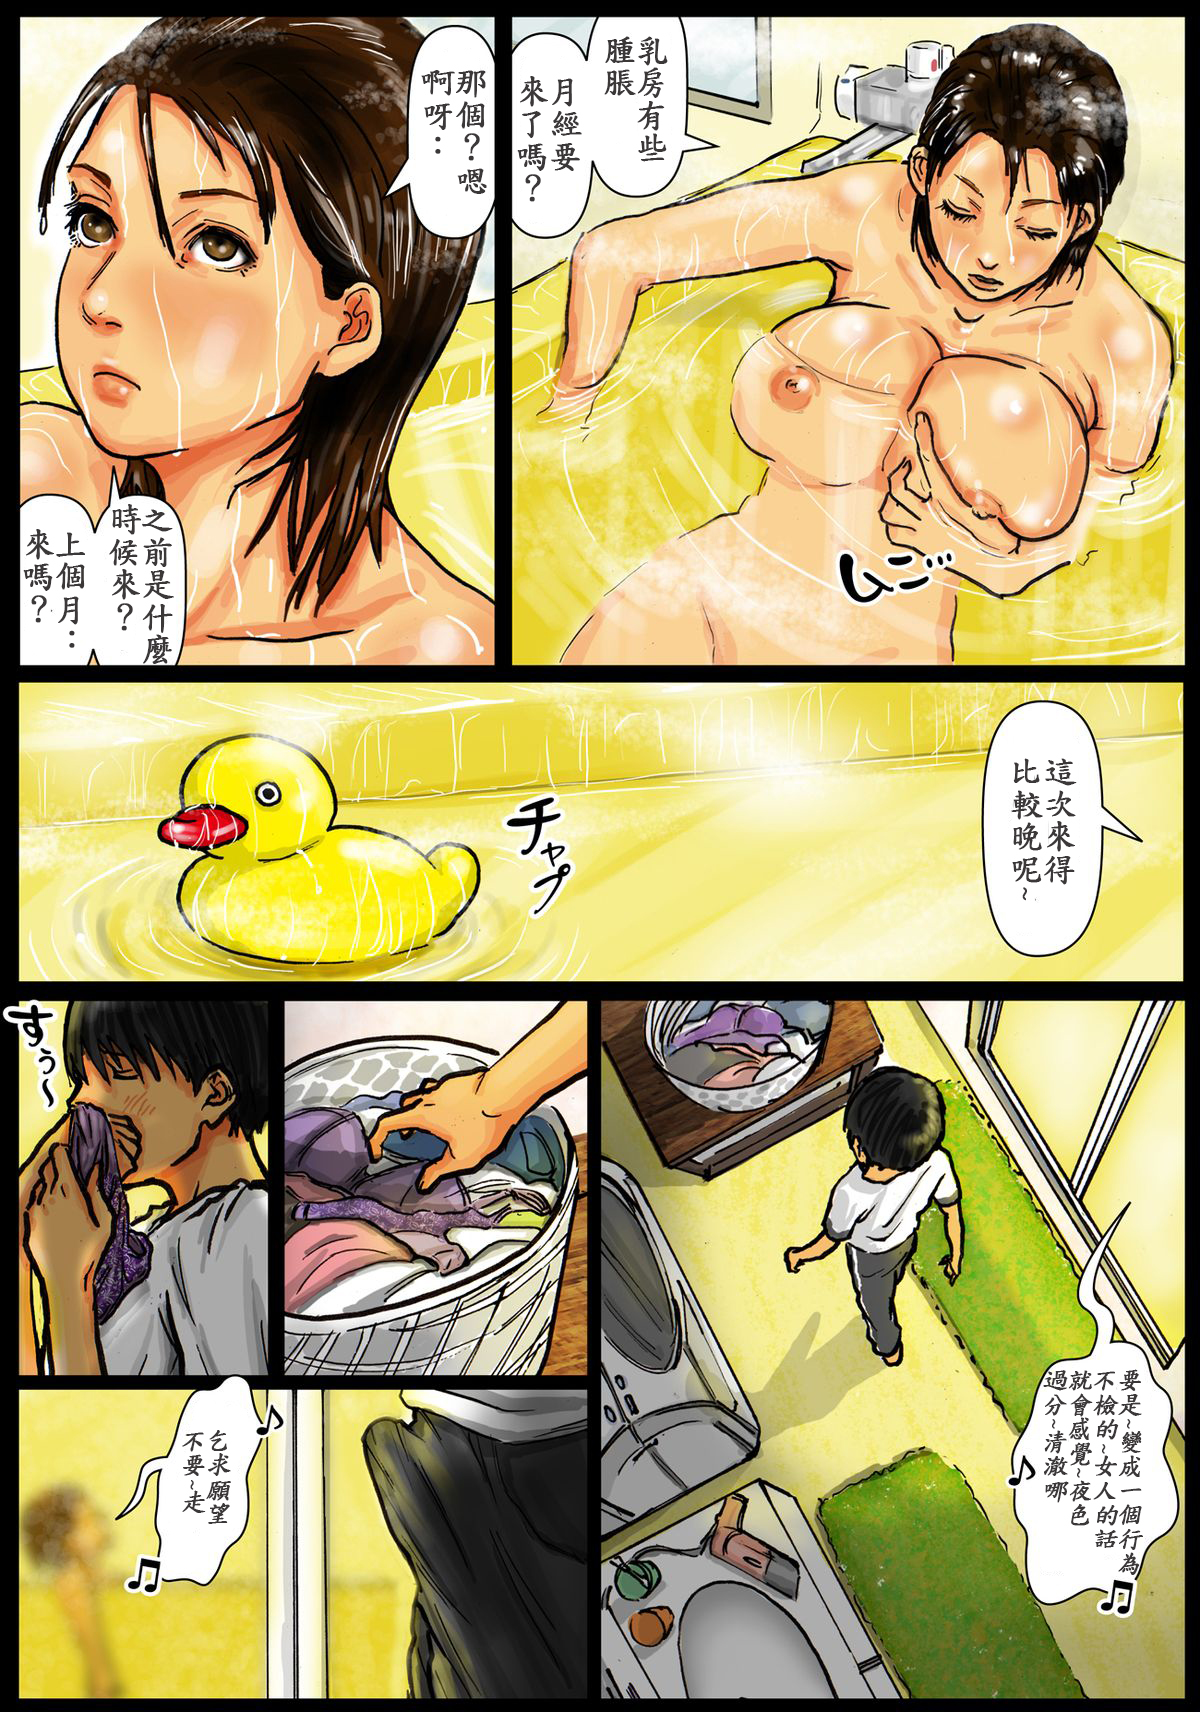 乳房有些
腫脹
月經要
來了嗎？
ムご…
那個？嗯
啊呀：
之前是什麼
時候來？
上個月：
來嗎？
這次來得
比較晚呢~
チャプ
要是~變成一個行為
不檢的~女人的話
就會感覺~夜色
過分~清澈哪
すぅ~
乞求願望
不要~走